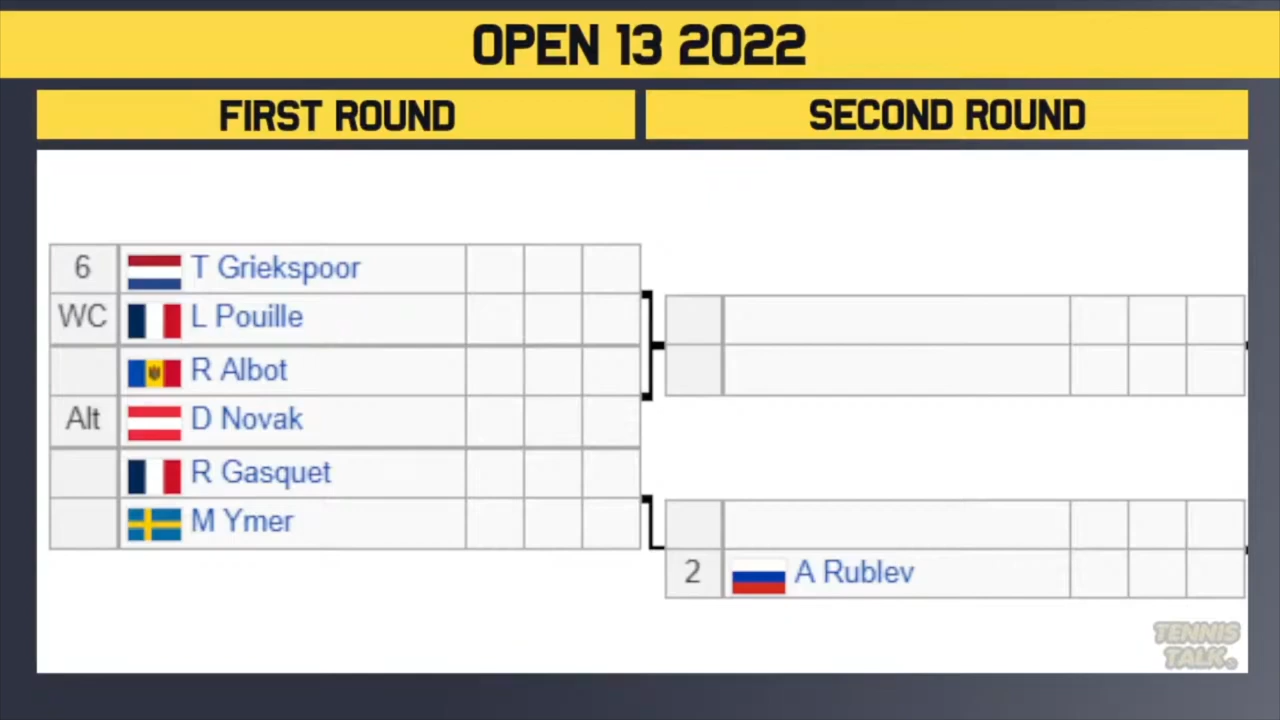 OPEN 13 2022
FIRST ROUND
SECOND ROUND
6 T Griekspoor
WC L Pouille
R Albot
Alt D Novak
R Gasquet
M Ymer
2 A Rublev
TENNIS
TALK